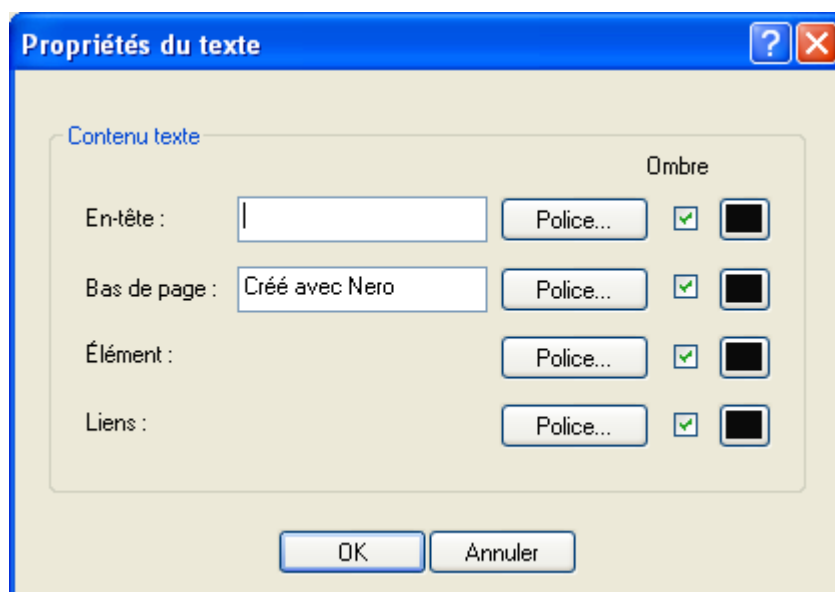 Propriétés du texte
Contenu texte
Ombre
En-tête : Police...
Bas de page : Créé avec Nero Police...
Élément : Police...
Liens : Police...
OK Annuler